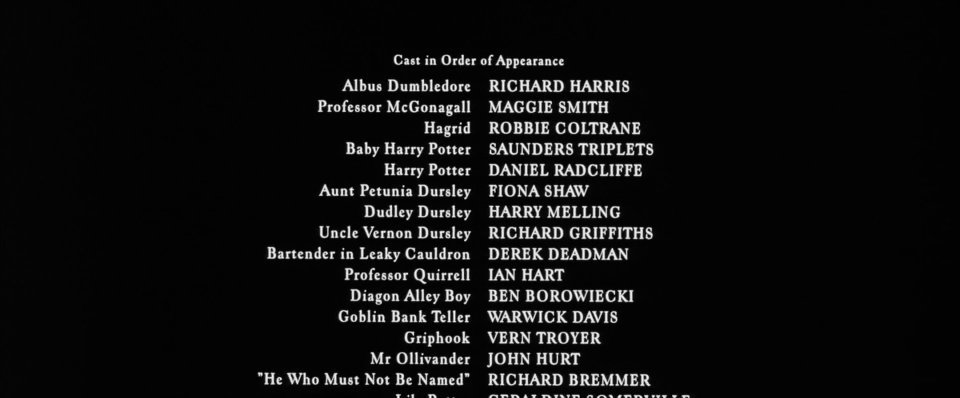 Cast in Order of Appearance
Albus Dumbledore RICHARD HARRIS
Professor McGonagall MAGGIE SMITH
Hagrid ROBBIE COLTRANE
Baby Harry Potter SAUNDERS TRIPLETS
Harry Potter DANIEL RADCLIFFE
Aunt Petunia Dursley FIONA SHAW
Dudley Dursley HARRY MELLING
Uncle Vernon Dursley RICHARD GRIFFITHS
Bartender in Leaky Cauldron DEREK DEADMAN
Professor Quirrell IAN HART
Diagon Alley Boy BEN BOROWIECKI
Goblin Bank Teller WARWICK DAVIS
Griphook VERN TROYER
Mr Ollivander JOHN HURT
"He Who Must Not Be Named" RICHARD BREMMER